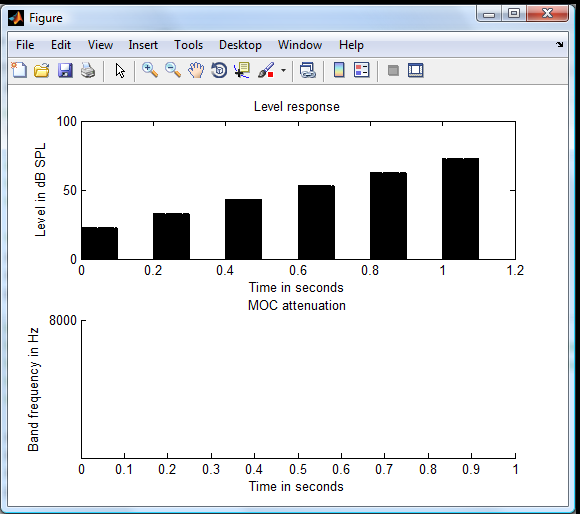 Figure
File Edit View Insert Tools Desktop Window Help
Level response
100
50
0
Level in dB SPL
0 0.2 0.4 0.6 0.8 1 1.2
Time in seconds
MOC attenuation
8000
Band frequency in Hz
0 0.1 0.2 0.3 0.4 0.5 0.6 0.7 0.8 0.9 1
Time in seconds